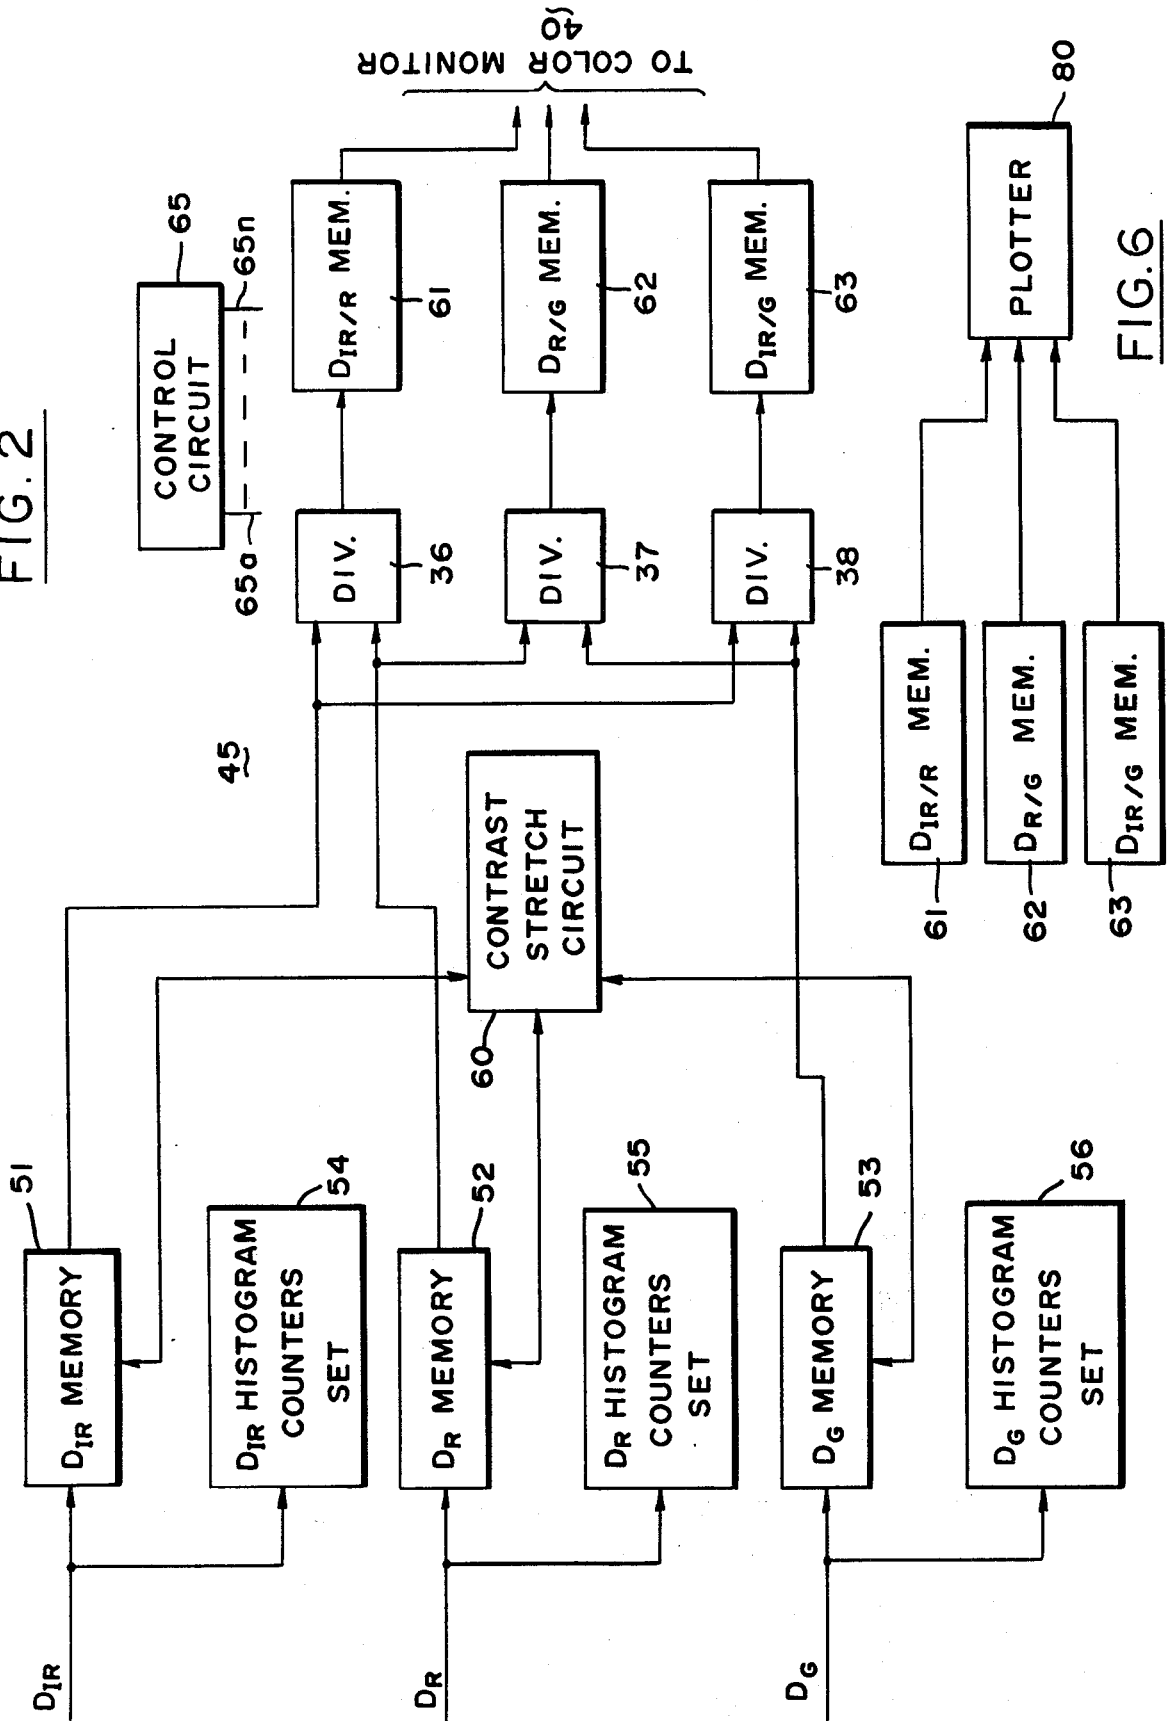 FIG. 2
D_IR
D_IR MEMORY
51
D_IR HISTOGRAM
COUNTERS
SET
54
D_R
D_R MEMORY
52
D_R HISTOGRAM
COUNTERS
SET
55
D_G
D_G MEMORY
53
D_G HISTOGRAM
COUNTERS
SET
56
CONTRAST
STRETCH
CIRCUIT
60
45
CONTROL
CIRCUIT
65
65a
65n
DIV.
36
DIV.
37
DIV.
38
D_IR/R MEM.
61
D_R/G MEM.
62
D_IR/G MEM.
63
TO COLOR MONITOR
40
D_IR/R MEM.
61
D_R/G MEM.
62
D_IR/G MEM.
63
PLOTTER
80
FIG. 6